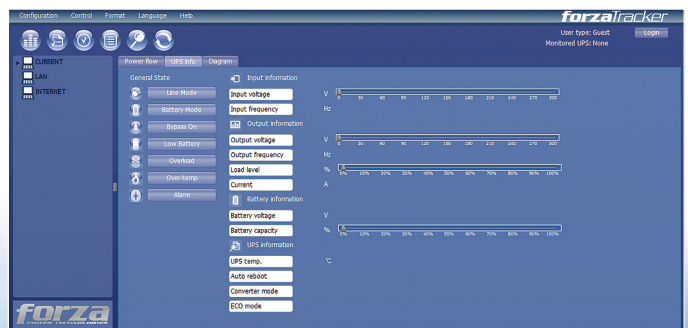 Configuration Control Format Language Help
forzaTracker
User type: Guest Login
Monitored UPS: None
CURRENT
LAN
INTERNET
Power flow UPS info Diagram
General State
Line Mode
Battery Mode
Bypass On
Low Battery
Overload
Over-temp
Alarm
Input information
Input voltage V 0 30 60 90 120 150 180 210 240 270 300
Input frequency Hz
Output information
Output voltage V 0 30 60 90 120 150 180 210 240 270 300
Output frequency Hz
Load level % 0% 10% 20% 30% 40% 50% 60% 70% 80% 90% 100%
Current A
Battery information
Battery voltage V
Battery capacity % 0% 10% 20% 30% 40% 50% 60% 70% 80% 90% 100%
UPS information
UPS temp. °C
Auto reboot
Converter mode
ECO mode
forza
POWER TECHNOLOGIES